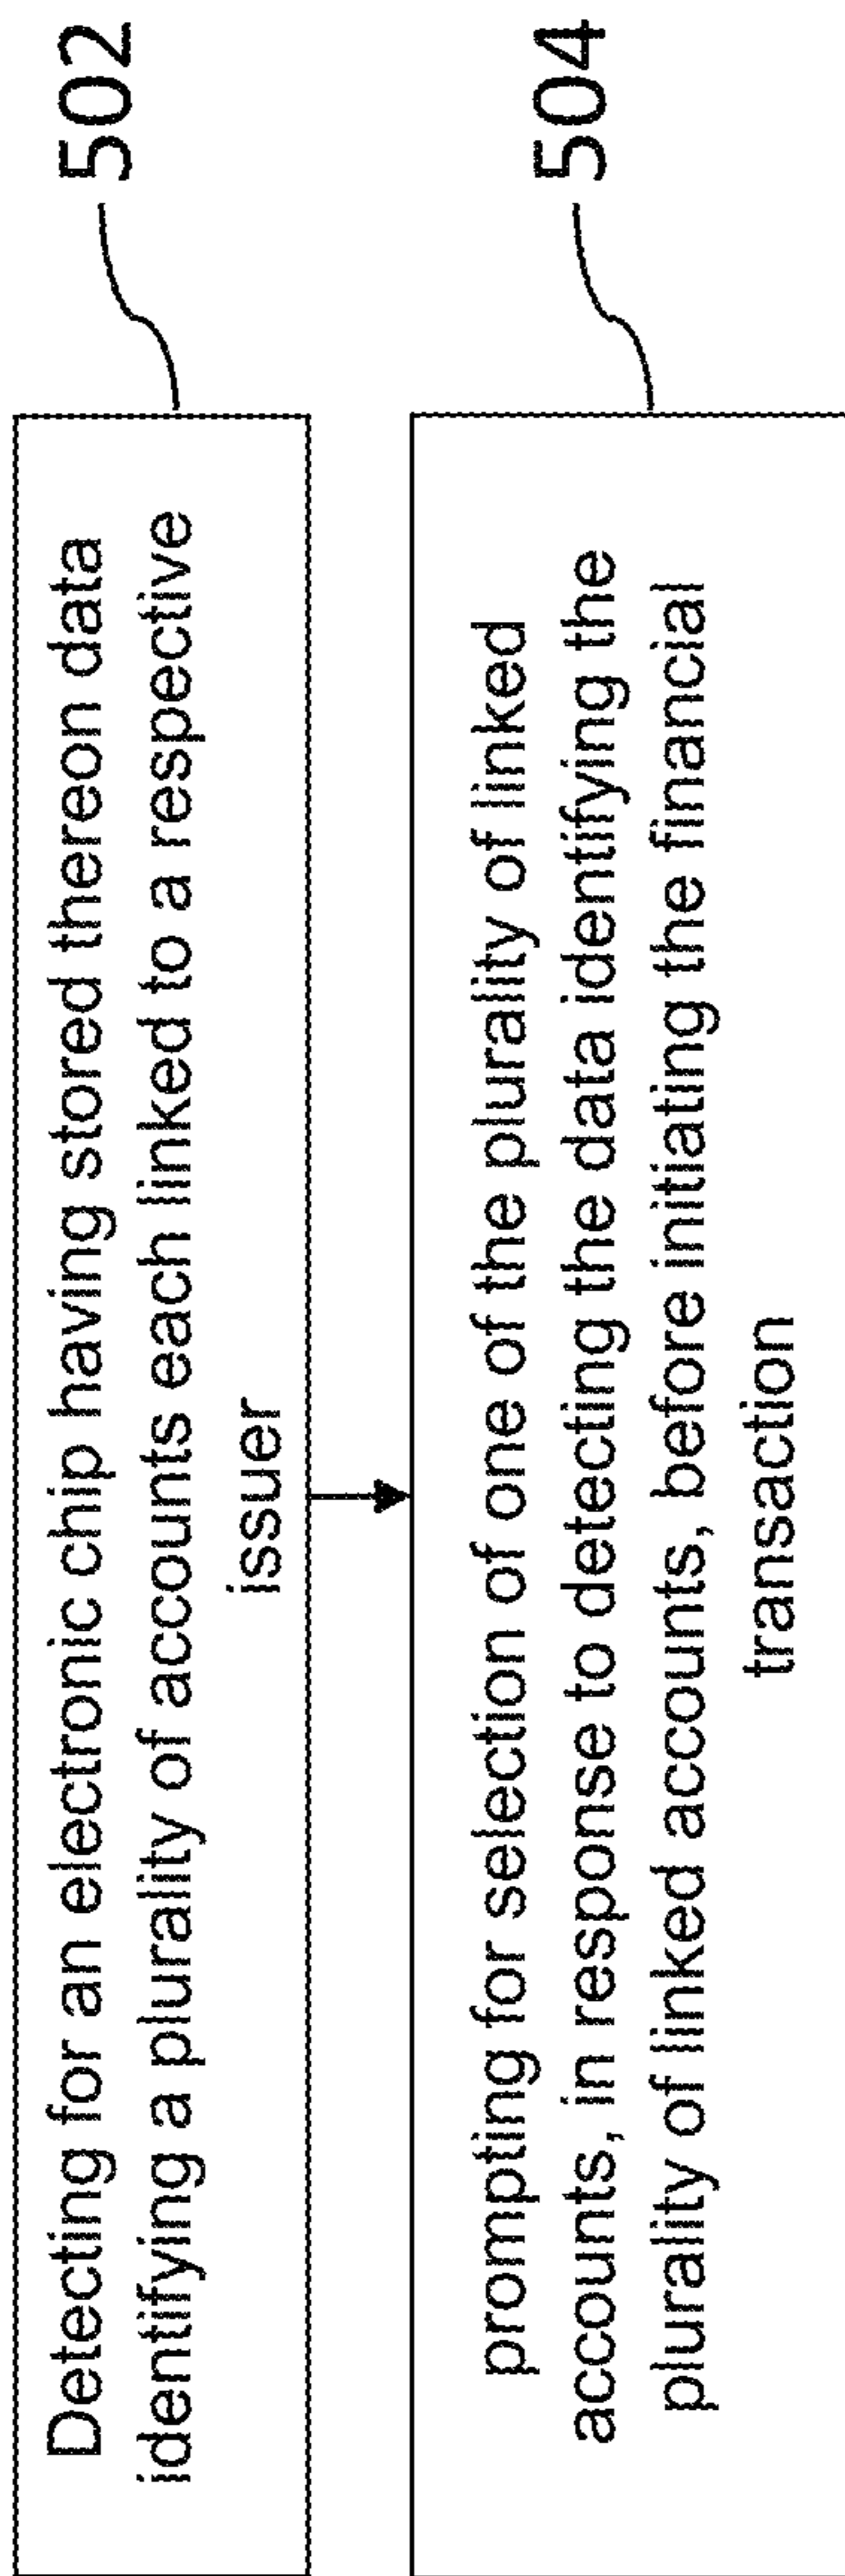 Detecting for an electronic chip having stored thereon data
identifying a plurality of accounts each linked to a respective
issuer
502
prompting for selection of one of the plurality of linked
accounts, in response to detecting the data identifying the
plurality of linked accounts, before initiating the financial
transaction
504